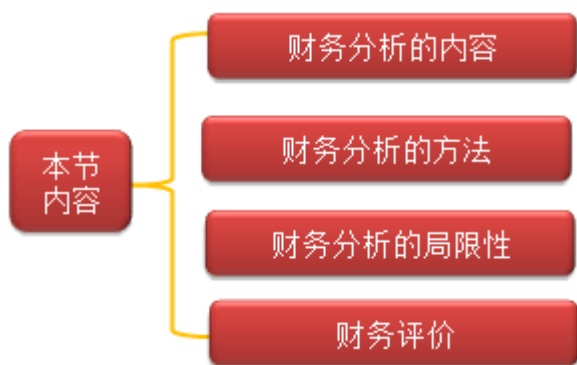 财务分析的内容
财务分析的方法
本节
内容
财务分析的局限性
财务评价